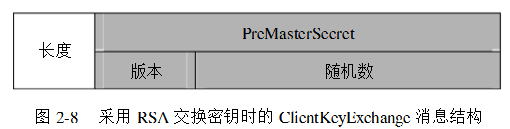 长度
PreMasterSecret
版本
随机数
图 2-8 采用 RSA 交换密钥时的 ClientKeyExchange 消息结构